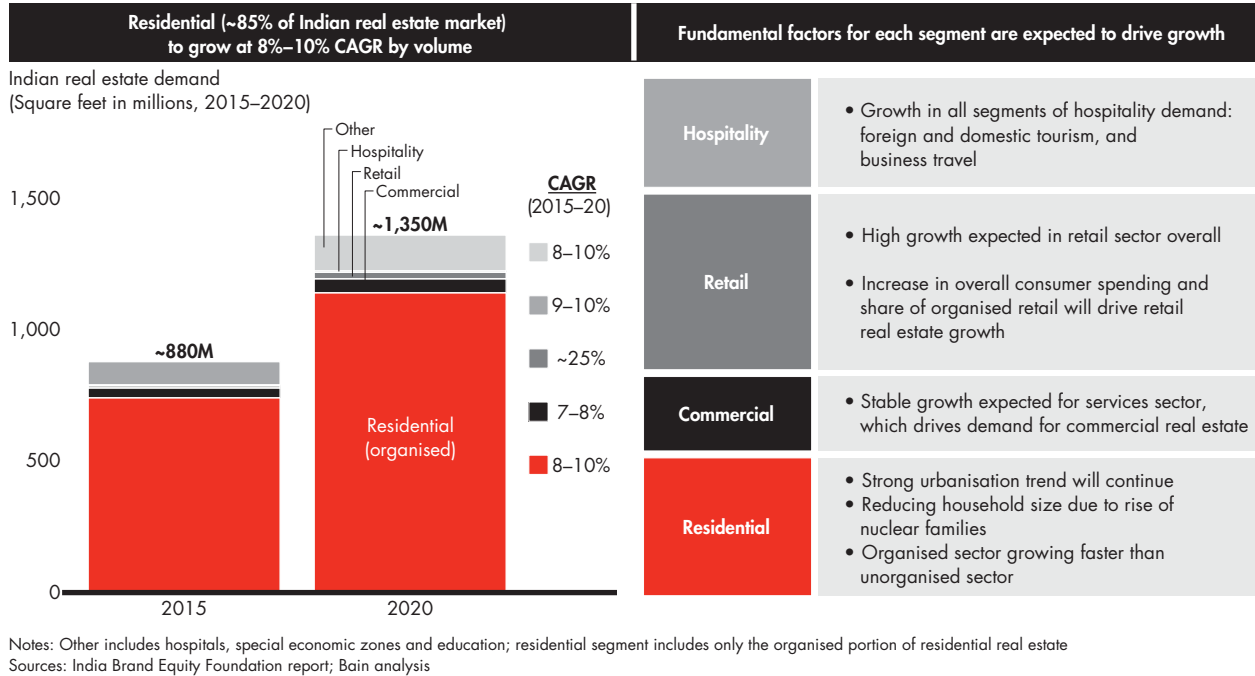 Residential (~85% of Indian real estate market)
to grow at 8%–10% CAGR by volume
Fundamental factors for each segment are expected to drive growth
Indian real estate demand
(Square feet in millions, 2015–2020)
Other
Hospitality
Retail
Commercial
1,500
1,000
500
0
~880M
~1,350M
Residential
(organised)
2015
2020
CAGR
(2015–20)
8–10%
9–10%
~25%
7–8%
8–10%
Hospitality
• Growth in all segments of hospitality demand:
foreign and domestic tourism, and
business travel
Retail
• High growth expected in retail sector overall
• Increase in overall consumer spending and
share of organised retail will drive retail
real estate growth
Commercial
• Stable growth expected for services sector,
which drives demand for commercial real estate
Residential
• Strong urbanisation trend will continue
• Reducing household size due to rise of
nuclear families
• Organised sector growing faster than
unorganised sector
Notes: Other includes hospitals, special economic zones and education; residential segment includes only the organised portion of residential real estate
Sources: India Brand Equity Foundation report; Bain analysis